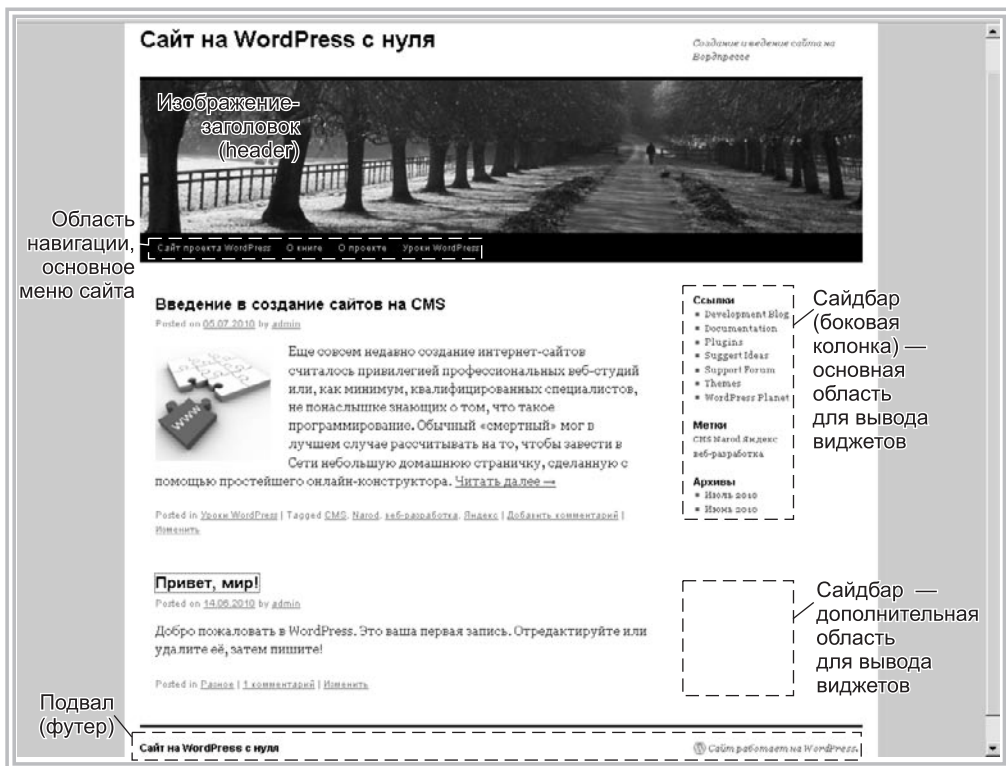 Сайт на WordPress с нуля
Создание и ведение сайта на
Вордпрессе
Изображение-
заголовок
(header)
Область
навигации,
основное
меню сайта
Сайт проекта WordPress О книге О проекте Уроки WordPress
Введение в создание сайтов на CMS
Posted on 05.07.2010 by admin
www
Еще совсем недавно создание интернет-сайтов
считалось привилегией профессиональных веб-студий
или, как минимум, квалифицированных специалистов,
не понаслышке знающих о том, что такое
программирование. Обычный «смертный» мог в
лучшем случае рассчитывать на то, чтобы завести в
Сети небольшую домашнюю страничку, сделанную с
помощью простейшего онлайн-конструктора. Читать далее →
Posted in Уроки WordPress | Tagged CMS, Narod, веб-разработка, Яндекс | Добавить комментарий |
Изменить
Ссылки
Development Blog
Documentation
Plugins
Suggest Ideas
Support Forum
Themes
WordPress Planet
Метки
CMS Narod Яндекс
веб-разработка
Архивы
Июль 2010
Июнь 2010
Сайдбар
(боковая
колонка) —
основная
область
для вывода
виджетов
Привет, мир!
Posted on 14.06.2010 by admin
Добро пожаловать в WordPress. Это ваша первая запись. Отредактируйте или
удалите её, затем пишите!
Posted in Разное | 1 комментарий | Изменить
Сайдбар —
дополнительная
область
для вывода
виджетов
Подвал
(футер)
Сайт на WordPress с нуля
Сайт работает на WordPress.